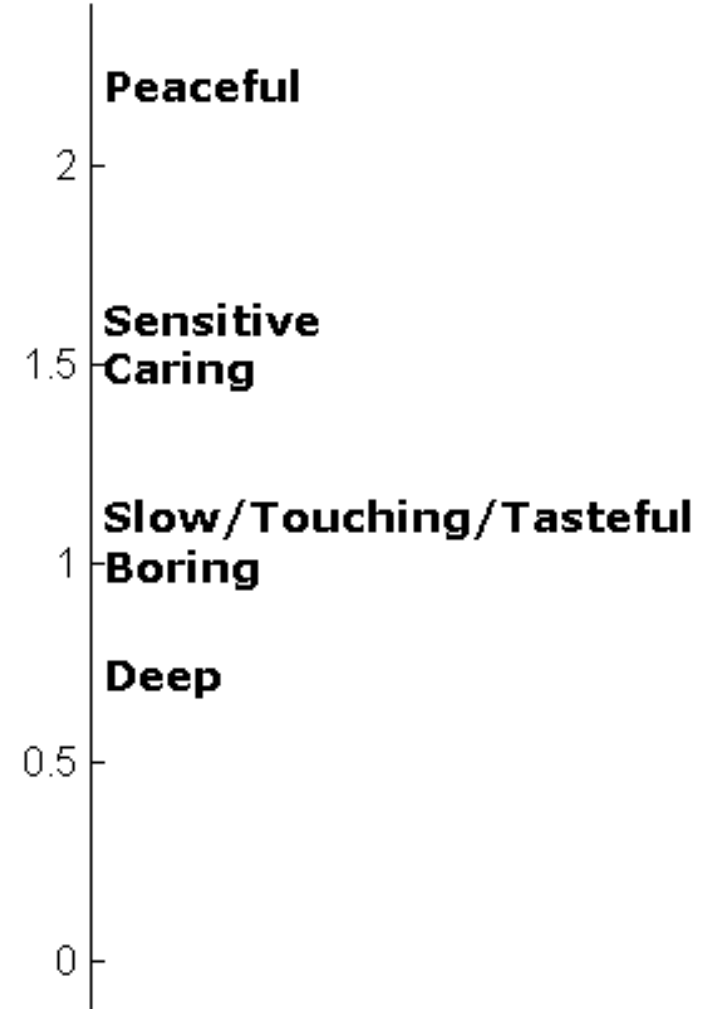 Peaceful
2
Sensitive
1.5
Caring
Slow/Touching/Tasteful
1
Boring
Deep
0.5
0